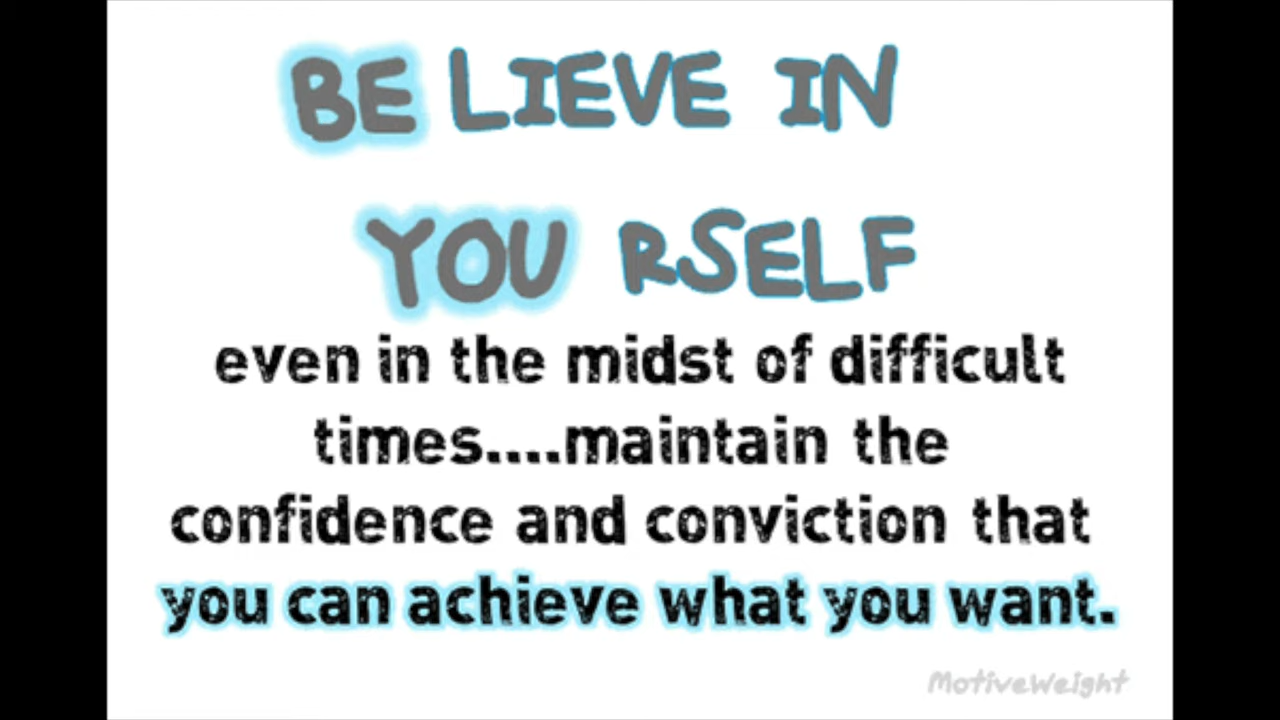 BE LIEVE IN
YOU RSELF
even in the midst of difficult
times....maintain the
confidence and conviction that
you can achieve what you want.
MotiveWeight